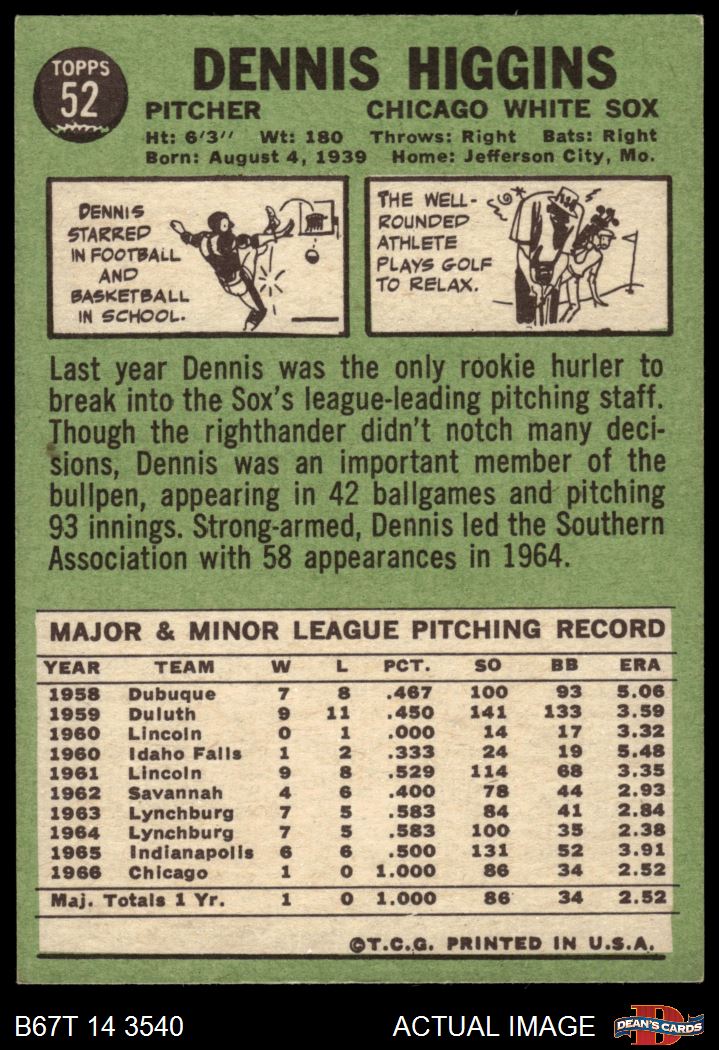 TOPPS
52
DENNIS HIGGINS
PITCHER CHICAGO WHITE SOX
Ht: 6'3'' Wt: 180 Throws: Right Bats: Right
Born: August 4, 1939 Home: Jefferson City, Mo.
DENNIS
STARRED
IN FOOTBALL
AND
BASKETBALL
IN SCHOOL.
THE WELL-
ROUNDED
ATHLETE
PLAYS GOLF
TO RELAX.
Last year Dennis was the only rookie hurler to
break into the Sox's league-leading pitching staff.
Though the righthander didn't notch many deci-
sions, Dennis was an important member of the
bullpen, appearing in 42 ballgames and pitching
93 innings. Strong-armed, Dennis led the Southern
Association with 58 appearances in 1964.
MAJOR & MINOR LEAGUE PITCHING RECORD
YEAR TEAM W L PCT. SO BB ERA
1958 Dubuque 7 8 .467 100 93 5.06
1959 Duluth 9 11 .450 141 133 3.59
1960 Lincoln 0 1 .000 14 17 3.32
1960 Idaho Falls 1 2 .333 24 19 5.48
1961 Lincoln 9 8 .529 114 68 3.35
1962 Savannah 4 6 .400 78 44 2.93
1963 Lynchburg 7 5 .583 84 41 2.84
1964 Lynchburg 7 5 .583 100 35 2.38
1965 Indianapolis 6 6 .500 131 52 3.91
1966 Chicago 1 0 1.000 86 34 2.52
Maj. Totals 1 Yr. 1 0 1.000 86 34 2.52
©T.C.G. PRINTED IN U.S.A.
B67T 14 3540 ACTUAL IMAGE DEAN'S CARDS